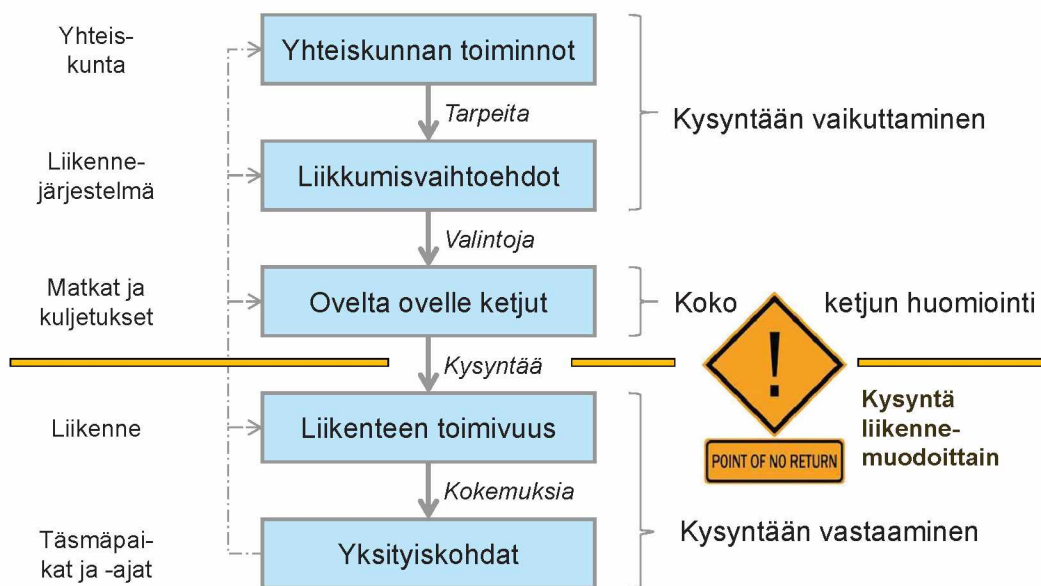 Yhteis-
kunta
Yhteiskunnan toiminnot
Tarpeita
Kysyntään vaikuttaminen
Liikenne-
järjestelmä
Liikkumisvaihtoehdot
Valintoja
Matkat ja
kuljetukset
Ovelta ovelle ketjut
Koko ketjun huomiointi
!
Kysyntää
Kysyntä
liikenne-
muodoittain
Liikenne
Liikenteen toimivuus
POINT OF NO RETURN
Kokemuksia
Kysyntään vastaaminen
Täsmäpai-
kat ja -ajat
Yksityiskohdat